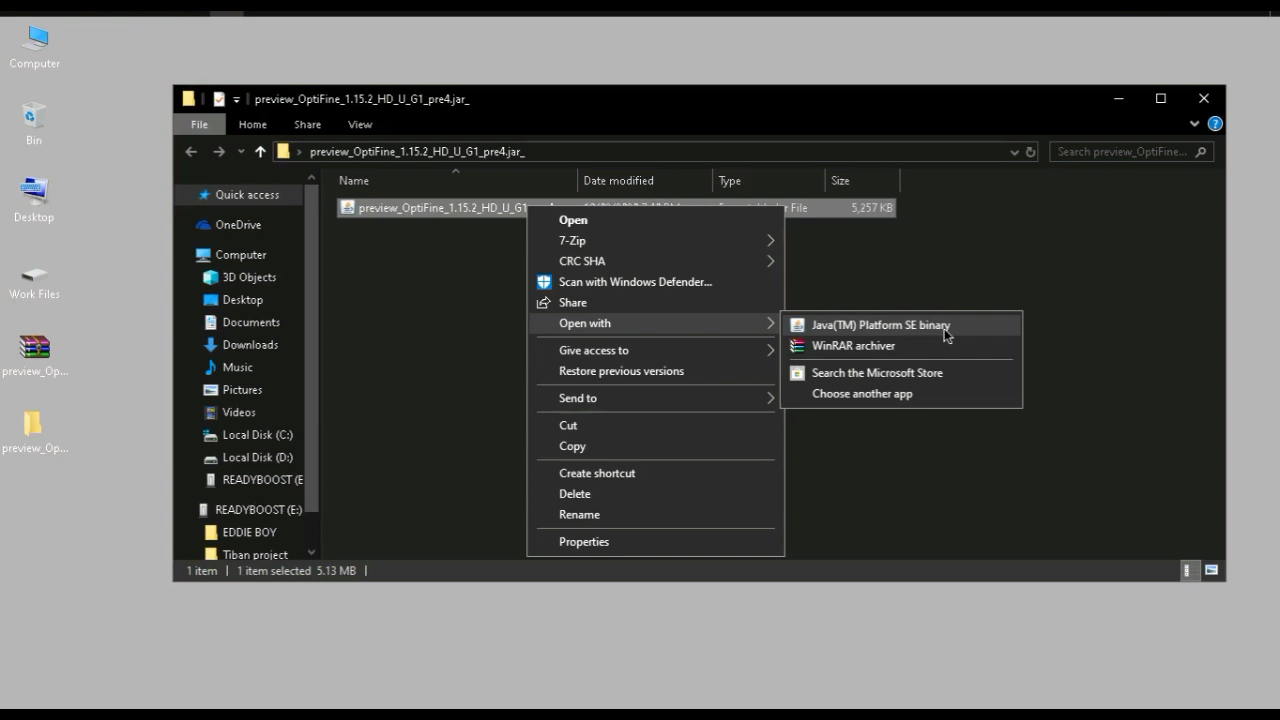 Computer
Bin
Desktop
Work Files
preview_Op...
preview_Op...
preview_OptiFine_1.15.2_HD_U_G1_pre4.jar_
File Home Share View
preview_OptiFine_1.15.2_HD_U_G1_pre4.jar_
Search preview_OptiFine...
Name Date modified Type Size
preview_OptiFine_1.15.2_HD_U_G1 File 5,257 KB
Quick access
OneDrive
Computer
3D Objects
Desktop
Documents
Downloads
Music
Pictures
Videos
Local Disk (C:)
Local Disk (D:)
READYBOOST (E
READYBOOST (E:)
EDDIE BOY
Tiban project
Open
7-Zip
CRC SHA
Scan with Windows Defender...
Share
Open with
Give access to
Restore previous versions
Send to
Cut
Copy
Create shortcut
Delete
Rename
Properties
Java(TM) Platform SE binary
WinRAR archiver
Search the Microsoft Store
Choose another app
1 item 1 item selected 5.13 MB